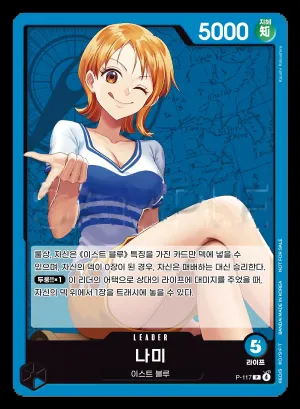 5000
지혜
知
룰상, 자신은 《이스트 블루》 특징을 가진 카드만 덱에 넣을 수
있으며, 자신의 덱이 0장이 된 경우, 자신은 패배하는 대신 승리한다.
두웅!!×1 이 리더의 어택으로 상대의 라이프에 대미지를 주었을 때,
자신의 덱 위에서 1장을 트래시에 놓을 수 있다.
LEADER
나미
이스트 블루
5
라이프
P-117 P
NOT FOR SALE